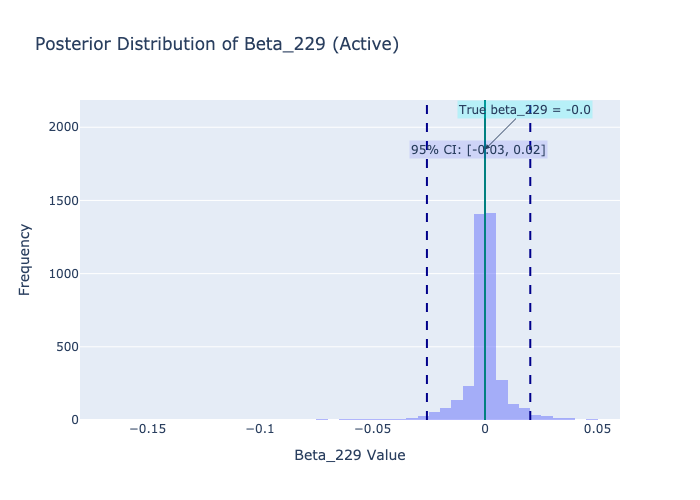 Posterior Distribution of Beta_229 (Active)
True beta_229 = -0.0
95% CI: [-0.03, 0.02]
2000
1500
1000
500
0
Frequency
−0.15
−0.1
−0.05
0
0.05
Beta_229 Value